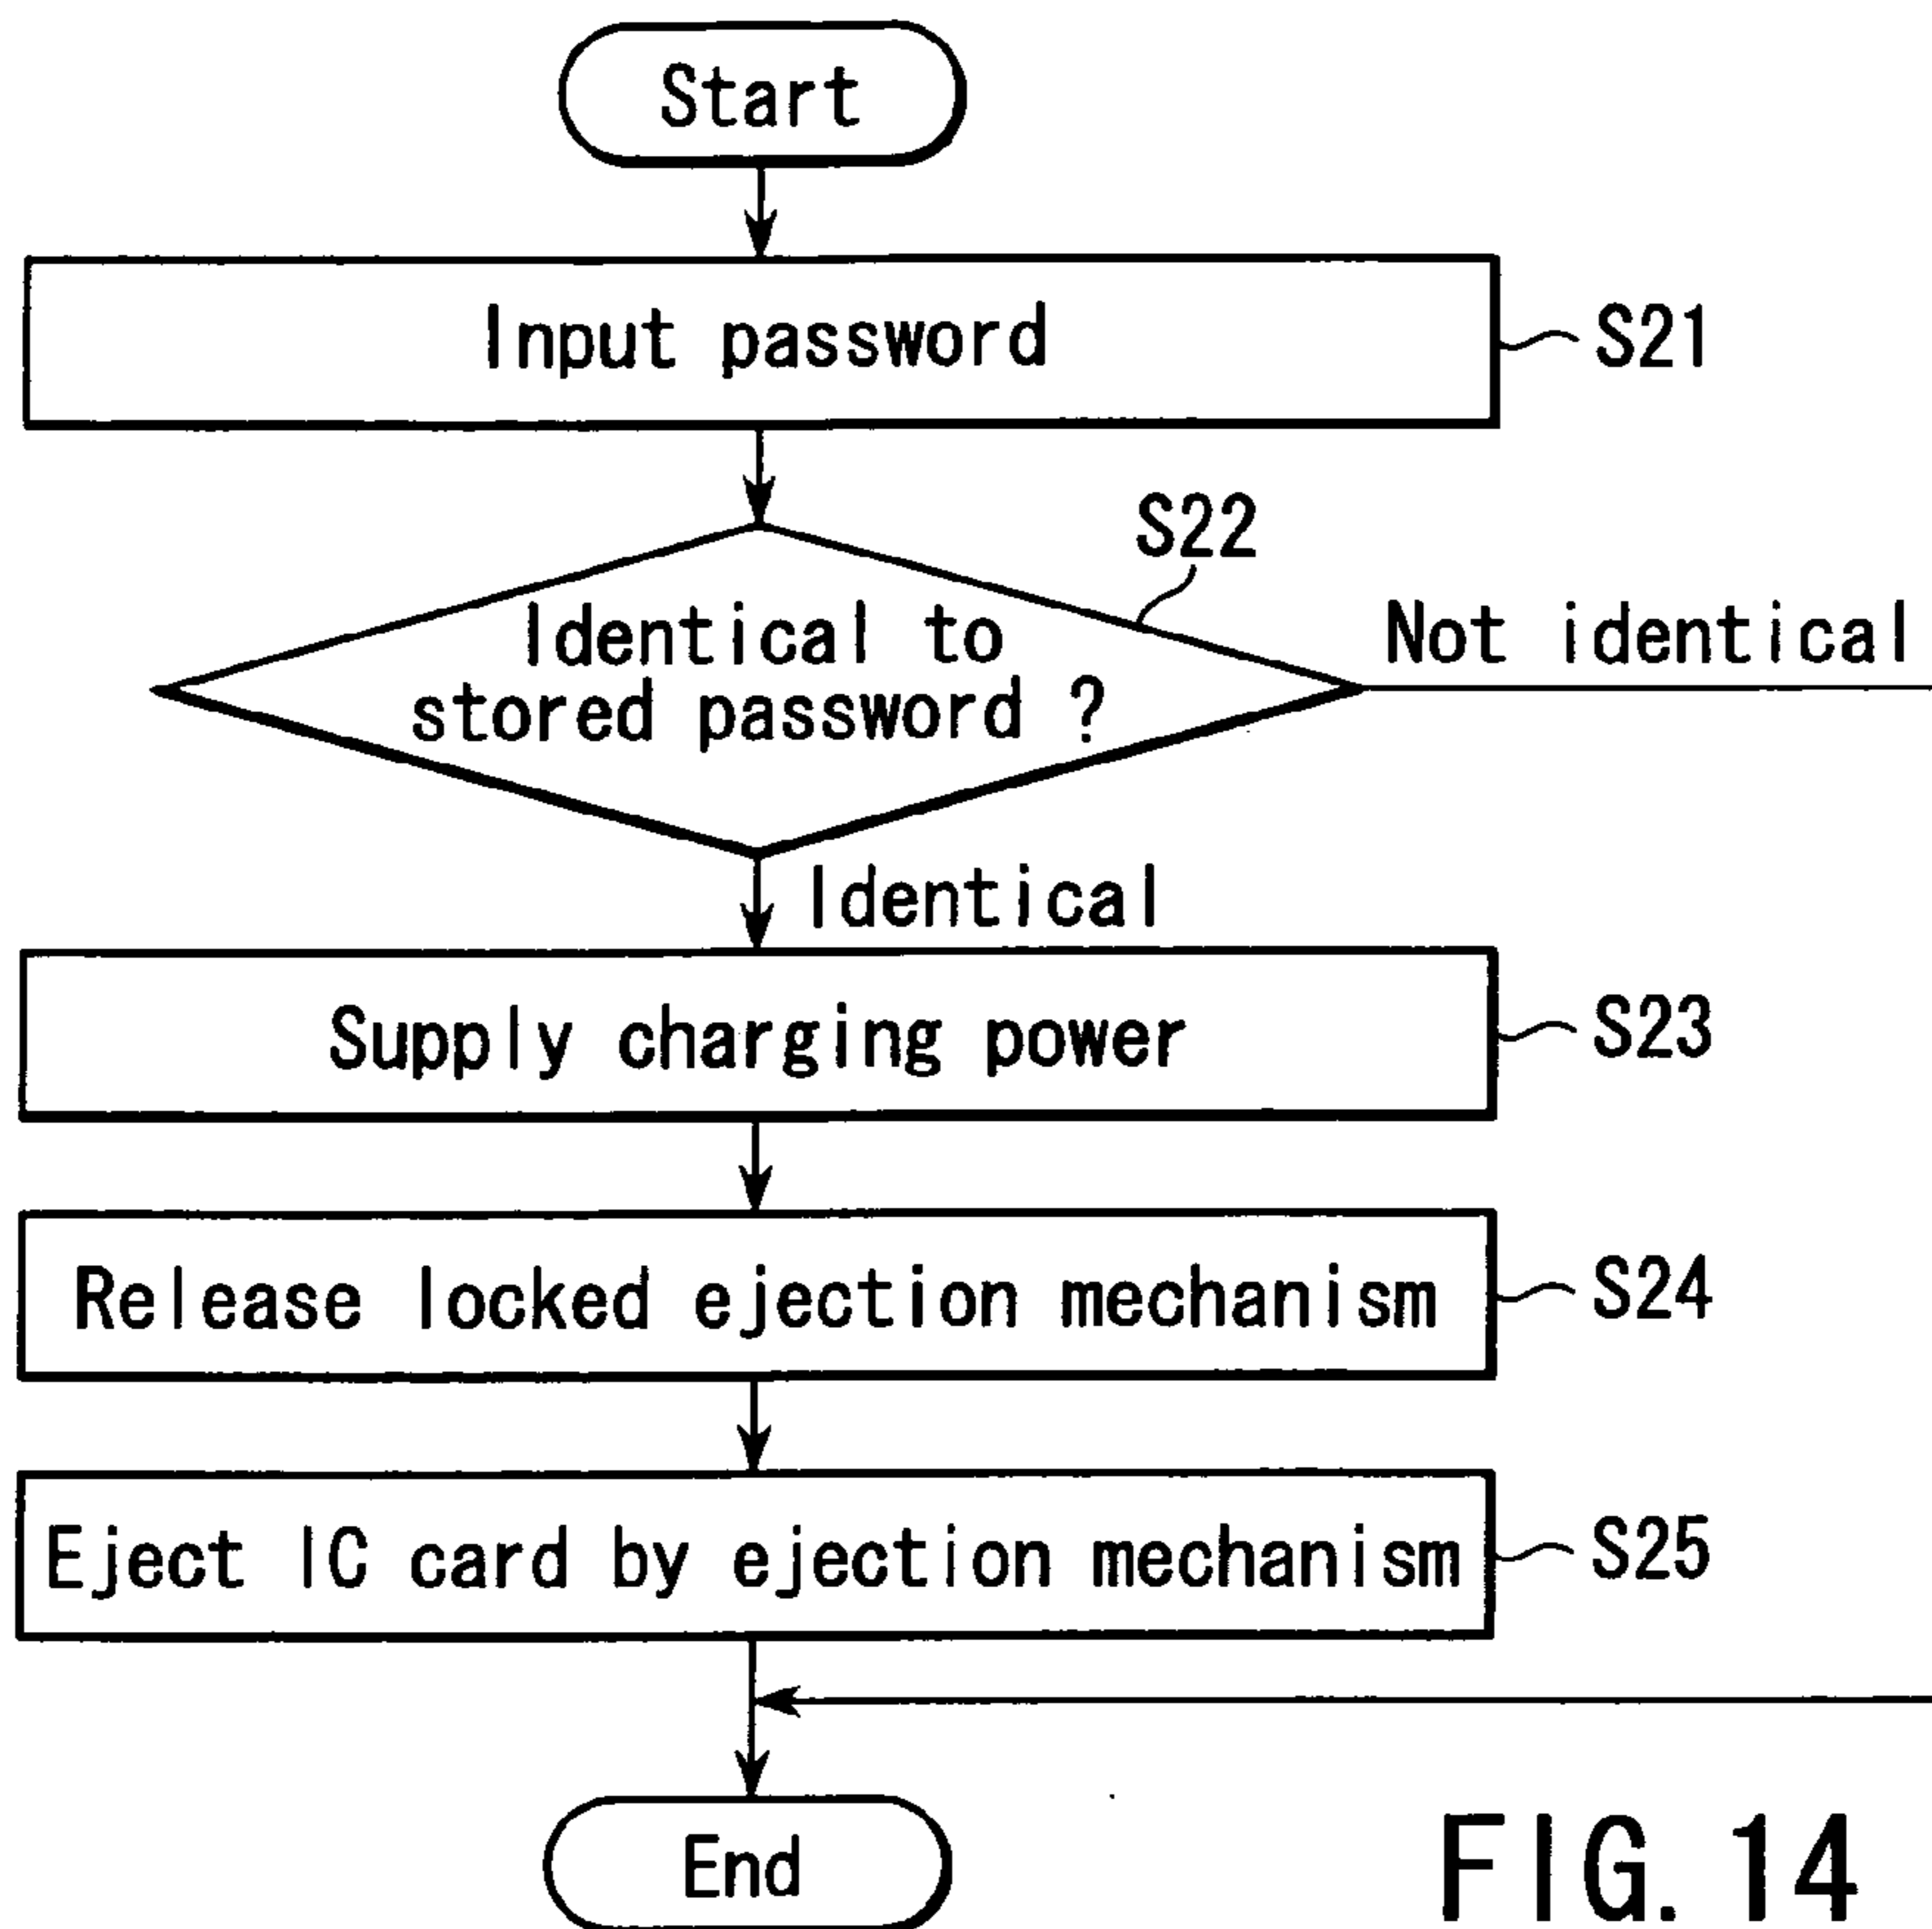 Start
Input password
S21
S22
Identical to
stored password ?
Not identical
Identical
Supply charging power
S23
Release locked ejection mechanism
S24
Eject IC card by ejection mechanism
S25
End
FIG. 14